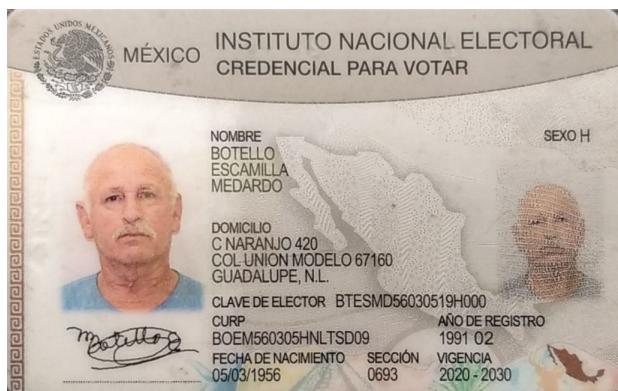 ESTADOS UNIDOS MEXICANOS
MÉXICO
INSTITUTO NACIONAL ELECTORAL
CREDENCIAL PARA VOTAR
NOMBRE
SEXO H
BOTELLO
ESCAMILLA
MEDARDO
DOMICILIO
C NARANJO 420
COL UNION MODELO 67160
GUADALUPE, N.L.
CLAVE DE ELECTOR BTESMD56030519H000
CURP AÑO DE REGISTRO
BOEM560305HNLTSD09 1991 02
FECHA DE NACIMIENTO SECCIÓN VIGENCIA
05/03/1956 0693 2020 - 2030